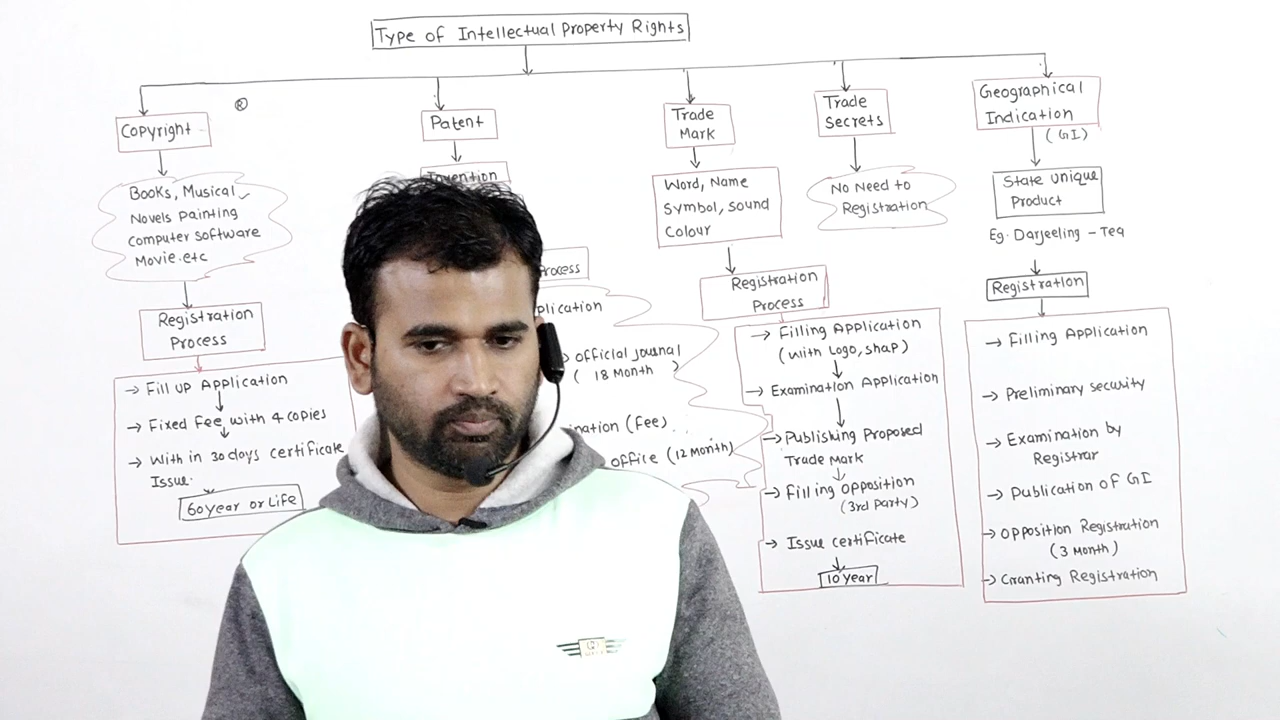 Type of Intellectual Property Rights
®
Copyright
Books, Musical
Novels painting
computer software
Movie.etc
Registration
Process
→ Fill up Application
→ Fixed Fee with 4 copies
→ With in 30 days certificate
Issue.
60 year or Life
Patent
Invention
Process
plication
official journal
( 18 Month )
ination (Fee).
office (12 month)
Trade
Mark
Word, Name
Symbol, Sound
Colour
Registration
Process
→ Filling Application
(with Logo, shap)
→ Examination Application
→ Publishing Proposed
Trade Mark
→ Filling Opposition
(3rd Party)
→ Issue certificate
10 year
Trade
Secrets
No Need to
Registration
Geographical
Indication
(GI)
State Unique
Product
Eg. Darjeeling - Tea
Registration
→ Filling Application
→ Preliminary security
→ Examination by
Registrar
→ Publication of GI
→ Opposition Registration
(3 Month)
→ Granting Registration